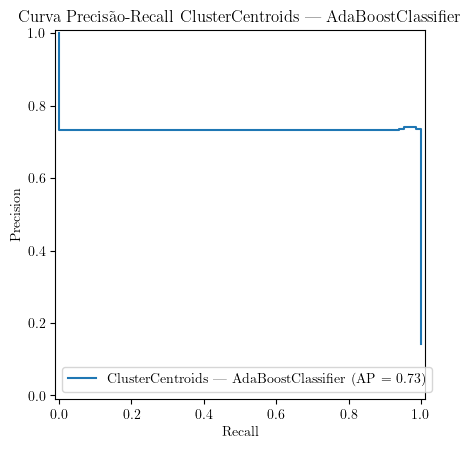 Curva Precisão-Recall ClusterCentroids — AdaBoostClassifier
1.0
0.8
0.6
0.4
0.2
0.0
Precision
ClusterCentroids — AdaBoostClassifier (AP = 0.73)
0.0 0.2 0.4 0.6 0.8 1.0
Recall